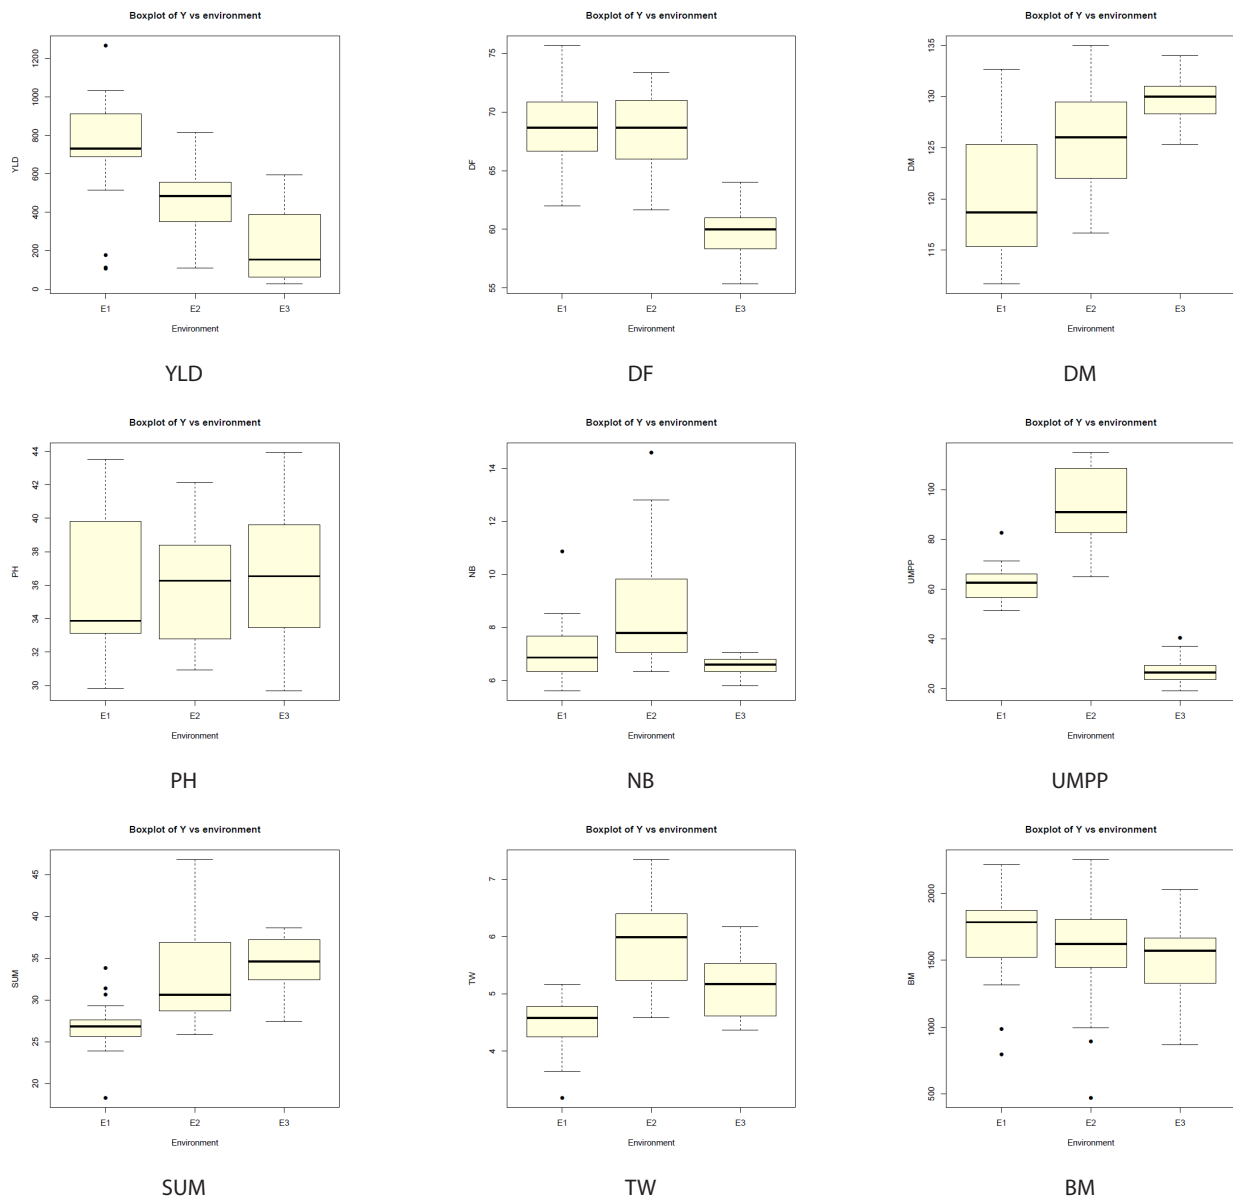 Boxplot of Y vs environment
YLD
0 200 400 600 800 1000 1200
E1 E2 E3
Environment
YLD
Boxplot of Y vs environment
DF
55 60 65 70 75
E1 E2 E3
Environment
DF
Boxplot of Y vs environment
DM
115 120 125 130 135
E1 E2 E3
Environment
DM
Boxplot of Y vs environment
PH
30 32 34 36 38 40 42 44
E1 E2 E3
Environment
PH
Boxplot of Y vs environment
NB
6 8 10 12 14
E1 E2 E3
Environment
NB
Boxplot of Y vs environment
UMPP
20 40 60 80 100
E1 E2 E3
Environment
UMPP
Boxplot of Y vs environment
SUM
20 25 30 35 40 45
E1 E2 E3
Environment
SUM
Boxplot of Y vs environment
TW
4 5 6 7
E1 E2 E3
Environment
TW
Boxplot of Y vs environment
BM
500 1000 1500 2000
E1 E2 E3
Environment
BM